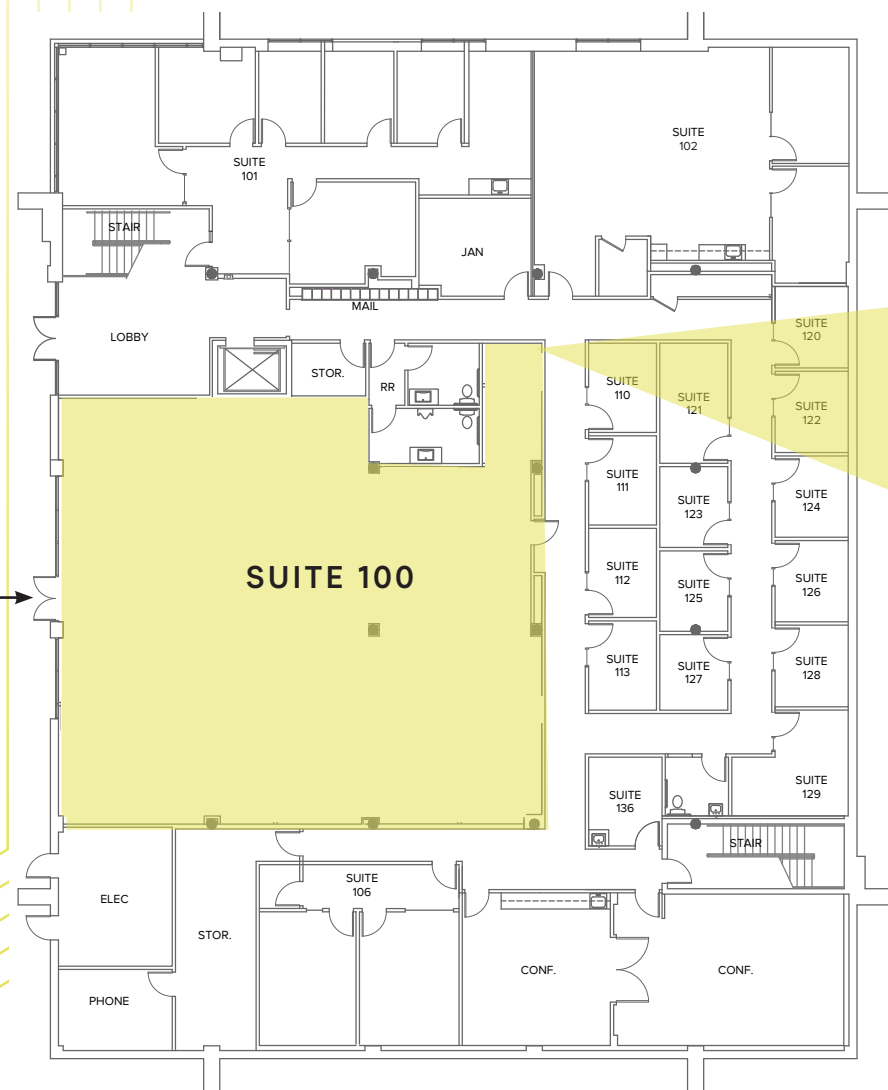 SUITE
101
SUITE
102
STAIR
JAN
MAIL
LOBBY
STOR.
RR
SUITE
120
SUITE
110
SUITE
121
SUITE
122
SUITE
111
SUITE
123
SUITE
124
SUITE 100
SUITE
112
SUITE
125
SUITE
126
SUITE
113
SUITE
127
SUITE
128
SUITE
136
SUITE
129
STAIR
SUITE
106
ELEC
STOR.
CONF.
CONF.
PHONE